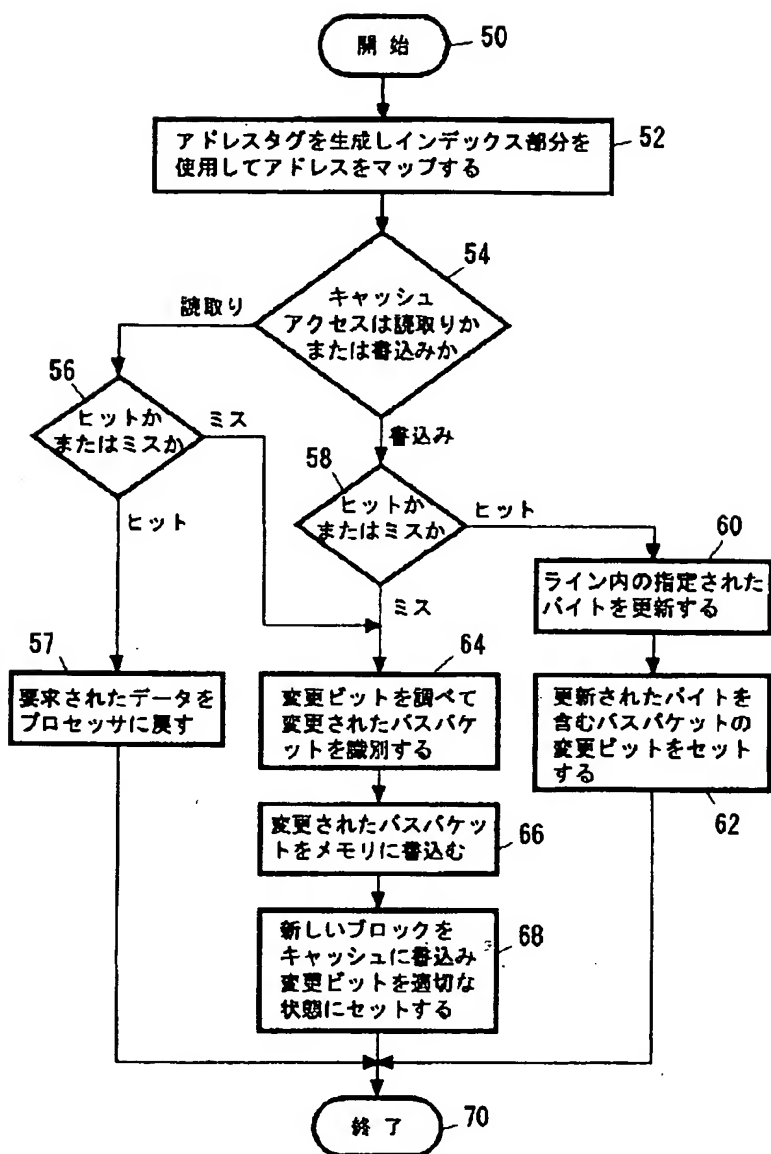 開始
50
アドレスタグを生成しインデックス部分を
使用してアドレスをマップする
52
54
キャッシュ
アクセスは読取りか
または書込みか
読取り
56
ヒットか
またはミスか
ミス
書込み
58
ヒットか
またはミスか
ヒット
ヒット
60
ライン内の指定された
バイトを更新する
ミス
57
要求されたデータを
プロセッサに戻す
64
変更ビットを調べて
変更されたバスパケ
ットを識別する
更新されたバイトを
含むバスパケットの
変更ビットをセット
する
62
変更されたバスパケッ
トをメモリに書込む
66
新しいブロックを
キャッシュに書込み
変更ビットを適切な
状態にセットする
68
終了
70